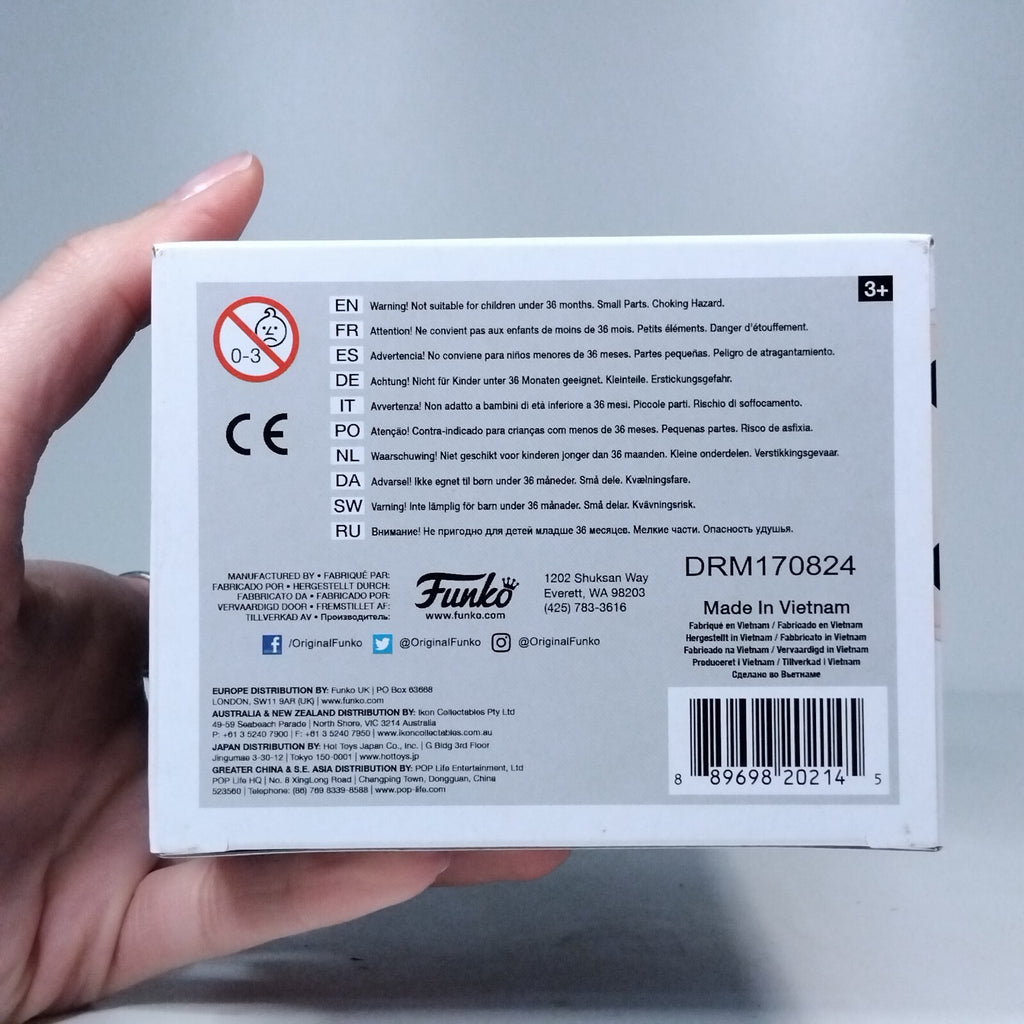 3+
0-3
EN Warning! Not suitable for children under 36 months. Small Parts. Choking Hazard.
FR Attention! Ne convient pas aux enfants de moins de 36 mois. Petits éléments. Danger d'étouffement.
ES Advertencia! No conviene para niños menores de 36 meses. Partes pequeñas. Peligro de atragantamiento.
DE Achtung! Nicht für Kinder unter 36 Monaten geeignet. Kleinteile. Erstickungsgefahr.
IT Avvertenza! Non adatto a bambini di età inferiore a 36 mesi. Piccole parti. Rischio di soffocamento.
PO Atenção! Contra-indicado para crianças com menos de 36 meses. Pequenas partes. Risco de asfixia.
NL Waarschuwing! Niet geschikt voor kinderen jonger dan 36 maanden. Kleine onderdelen. Verstikkingsgevaar.
DA Advarsel! Ikke egnet til børn under 36 måneder. Små dele. Kvælningsfare.
SW Varning! Inte lämplig för barn under 36 månader. Små delar. Kvävningsrisk.
RU Внимание! Не пригодно для детей младше 36 месяцев. Мелкие части. Опасность удушья.
CE
MANUFACTURED BY • FABRIQUÉ PAR:
FABRICADO POR • HERGESTELLT DURCH:
FABBRICATO DA • FABRICADO POR:
VERVAARDIGD DOOR • FREMSTILLET AF:
TILLVERKAD AV • Производитель:
Funko
www.funko.com
1202 Shuksan Way
Everett, WA 98203
(425) 783-3616
/OriginalFunko @OriginalFunko @OriginalFunko
DRM170824
Made In Vietnam
Fabriqué en Vietnam / Fabricado en Vietnam
Hergestellt in Vietnam / Fabbricato in Vietnam
Fabricado na Vietnam / Vervaardigd in Vietnam
Produceret i Vietnam / Tillverkad i Vietnam
Сделано во Вьетнаме
EUROPE DISTRIBUTION BY: Funko UK | PO Box 63668
LONDON, SW11 9AR (UK) | www.funko.com
AUSTRALIA & NEW ZEALAND DISTRIBUTION BY: Ikon Collectables Pty Ltd
49-59 Seabeach Parade | North Shore, VIC 3214 Australia
P: +61 3 5240 7900 | F: +61 3 5240 7950 | www.ikoncollectables.com.au
JAPAN DISTRIBUTION BY: Hot Toys Japan Co., Inc. | G Bldg 3rd Floor
Jingumae 3-30-12 | Tokyo 150-0001 | www.hottoys.jp
GREATER CHINA & S.E. ASIA DISTRIBUTION BY: POP Life Entertainment, Ltd
POP Life HQ | No. 8 XingLong Road | Changping Town, Dongguan, China
523560 | Telephone: (86) 769 8339-8588 | www.pop-life.com
8 89698 20214 5